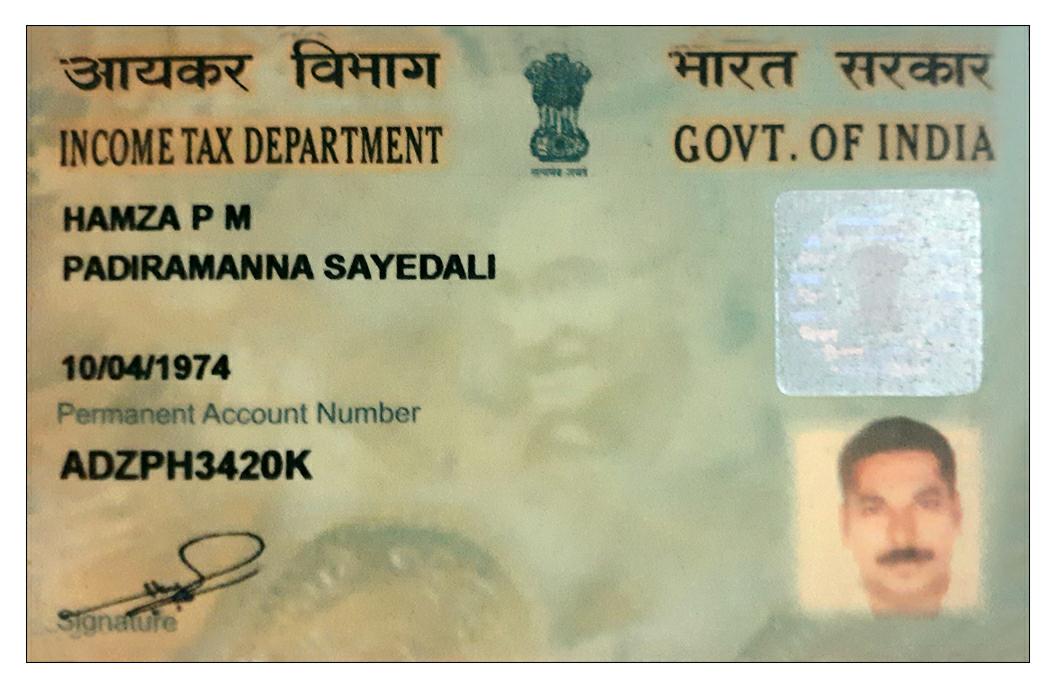 आयकर विभाग
INCOME TAX DEPARTMENT
भारत सरकार
GOVT. OF INDIA
सत्यमेव जयते
HAMZA P M
PADIRAMANNA SAYEDALI
10/04/1974
Permanent Account Number
ADZPH3420K
Signature